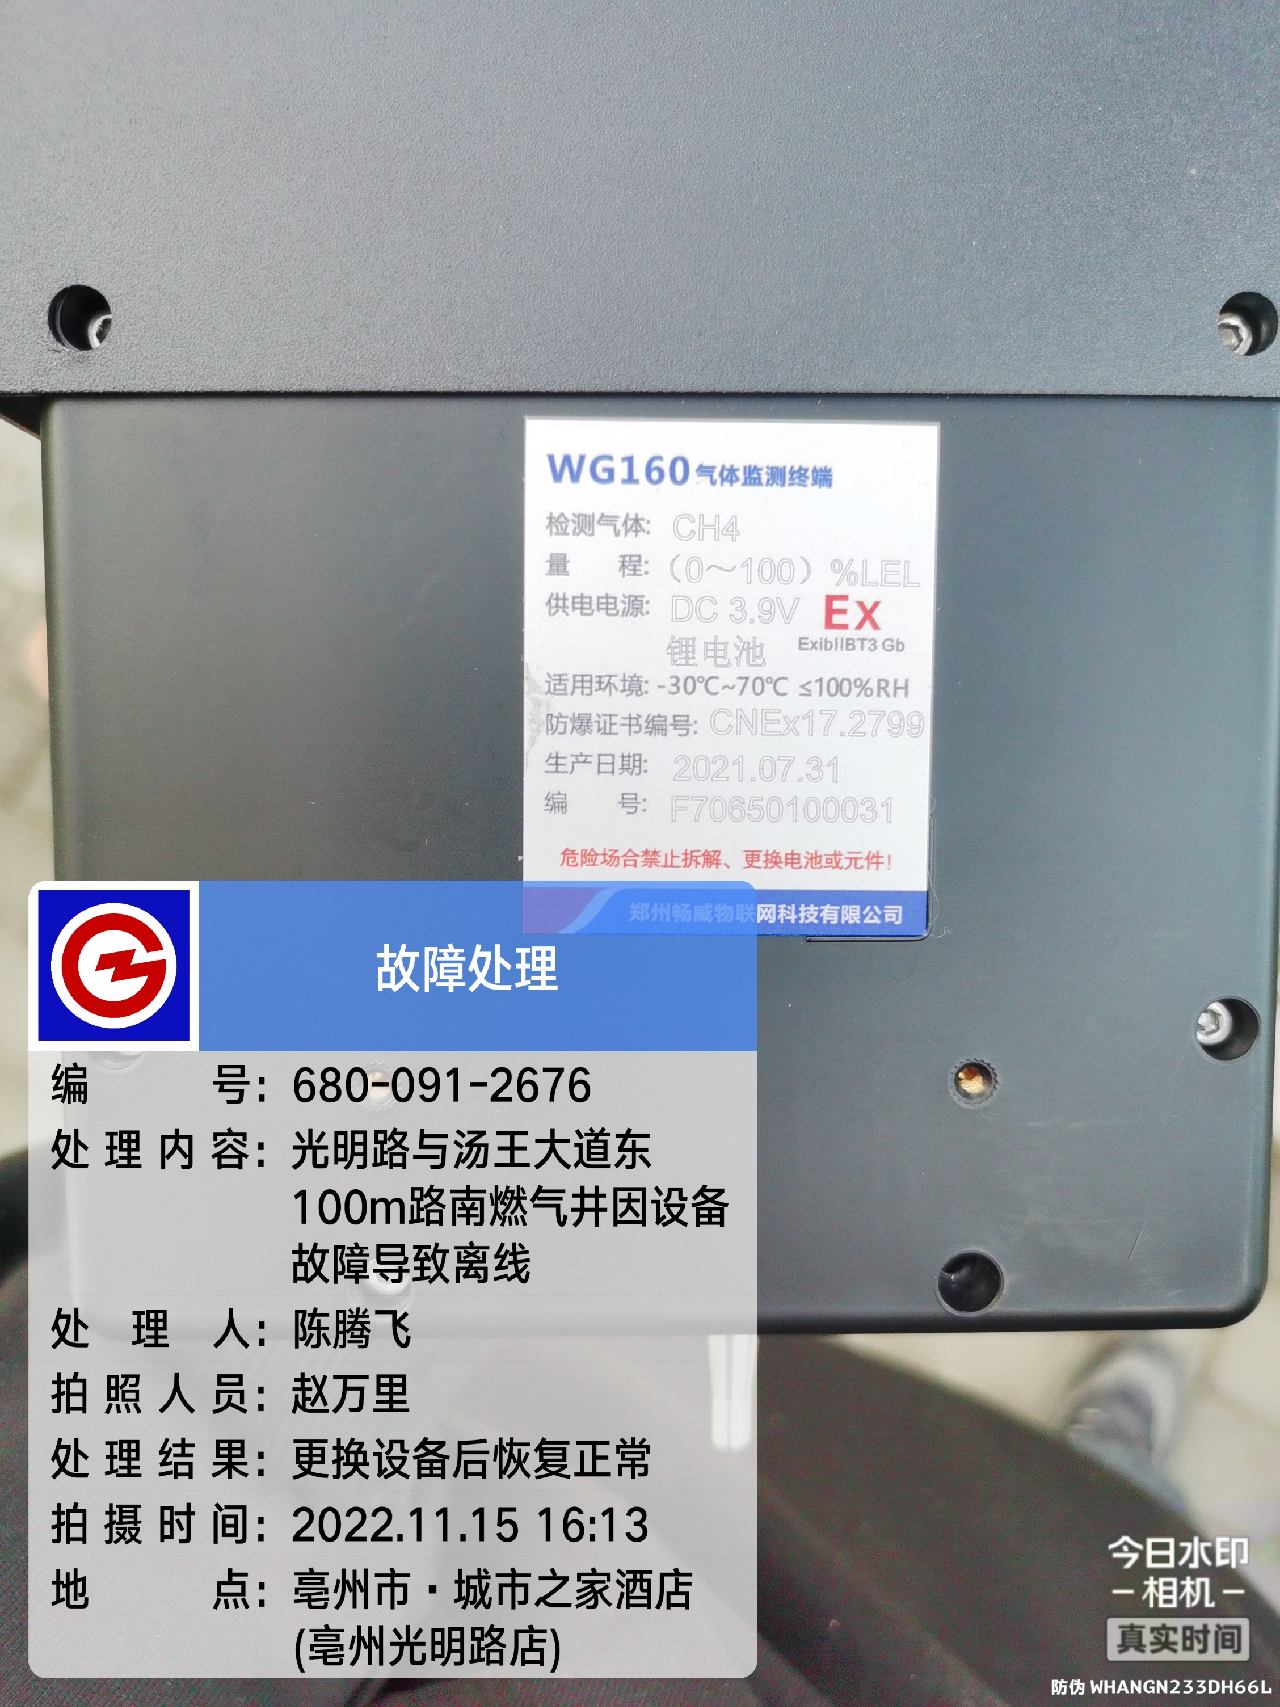 WG160气体监测终端
检测气体: CH4
量 程: （0～100）%LEL
供电电源: DC 3.9V
锂电池
Ex
ExibIIBT3 Gb
适用环境: -30℃~70℃ ≤100%RH
防爆证书编号: CNEx17.2799
生产日期: 2021.07.31
编 号: F70650100031
危险场合禁止拆解、更换电池或元件!
郑州畅威物联网科技有限公司
故障处理
编号: 680-091-2676
处理内容: 光明路与汤王大道东
100m路南燃气井因设备
故障导致离线
处理人: 陈腾飞
拍照人员: 赵万里
处理结果: 更换设备后恢复正常
拍摄时间: 2022.11.15 16:13
地点: 亳州市·城市之家酒店
(亳州光明路店)
今日水印
-相机-
真实时间
防伪 WHANGN233DH66L